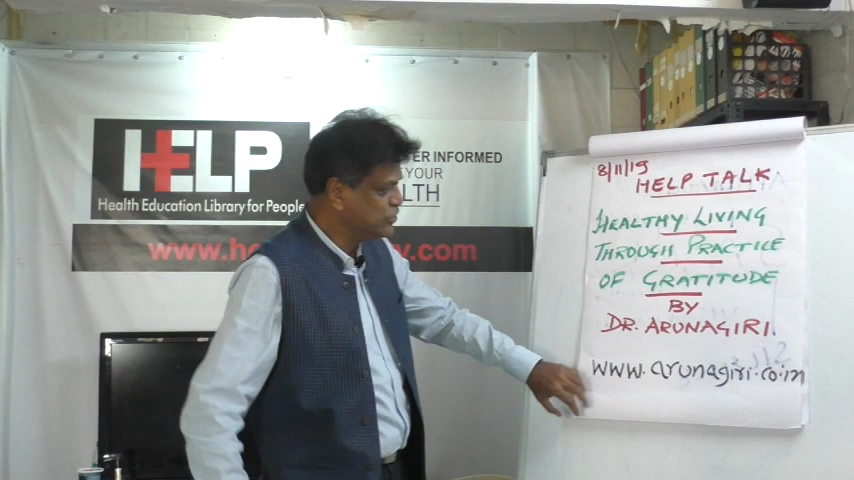 HELP
Health Education Library for People
TER INFORMED
YOUR
LTH
www.he
y.com
8/11/19
HELP TALK
HEALTHY LIVING
THROUGH PRACTICE
OF GRATITUDE
BY
DR. ARUNAGIRI.
www.arunagiri.co.in